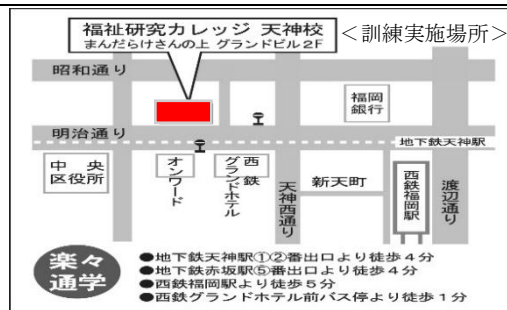 福祉研究カレッジ 天神校
まんだらけさんの上 グランドビル2F
＜訓練実施場所＞
昭和通り
福岡
銀行
明治通り
地下鉄天神駅
中央
区役所
オンワード
西鉄
グランドホテル
天神西通り
新天町
西鉄福岡駅
渡辺通り
楽々
通学
●地下鉄天神駅①②番出口より徒歩4分
●地下鉄赤坂駅⑤番出口より徒歩4分
●西鉄福岡駅より徒歩5分
●西鉄グランドホテル前バス停より徒歩1分